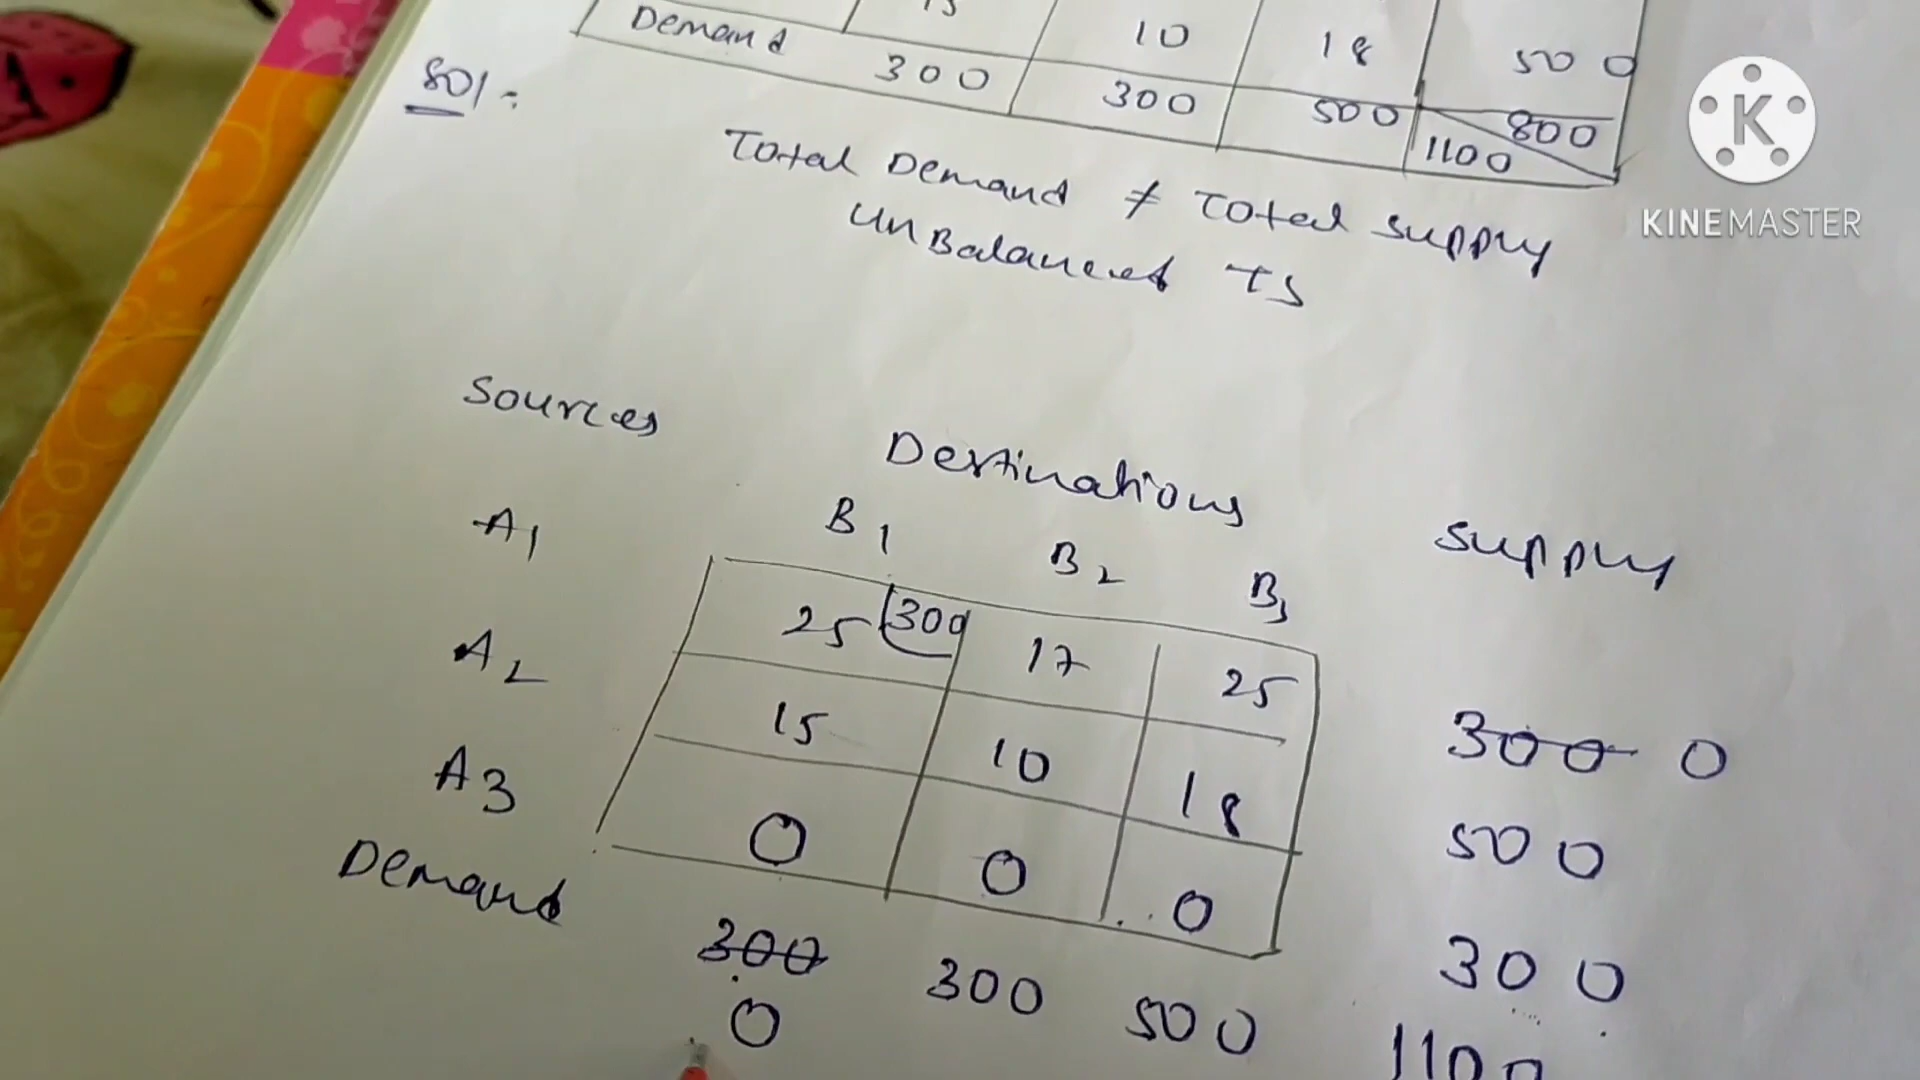 15 10 18 500
Demand 300 300 500 800
1100
Sol:
Total Demand ≠ Total supply
UnBalanced TS
K
KINEMASTER
Sources Destinations supply
B1 B2 B3
A1 25 300 17 25 300 0
A2 15 10 18 500
A3 0 0 0 300
Demand 300 300 500 1100
0